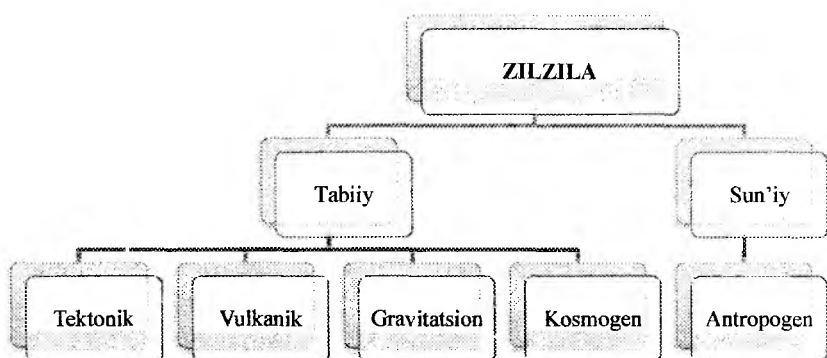 ZILZILA
Tabiiy
Sun'iy
Tektonik
Vulkanik
Gravitatsion
Kosmogen
Antropogen